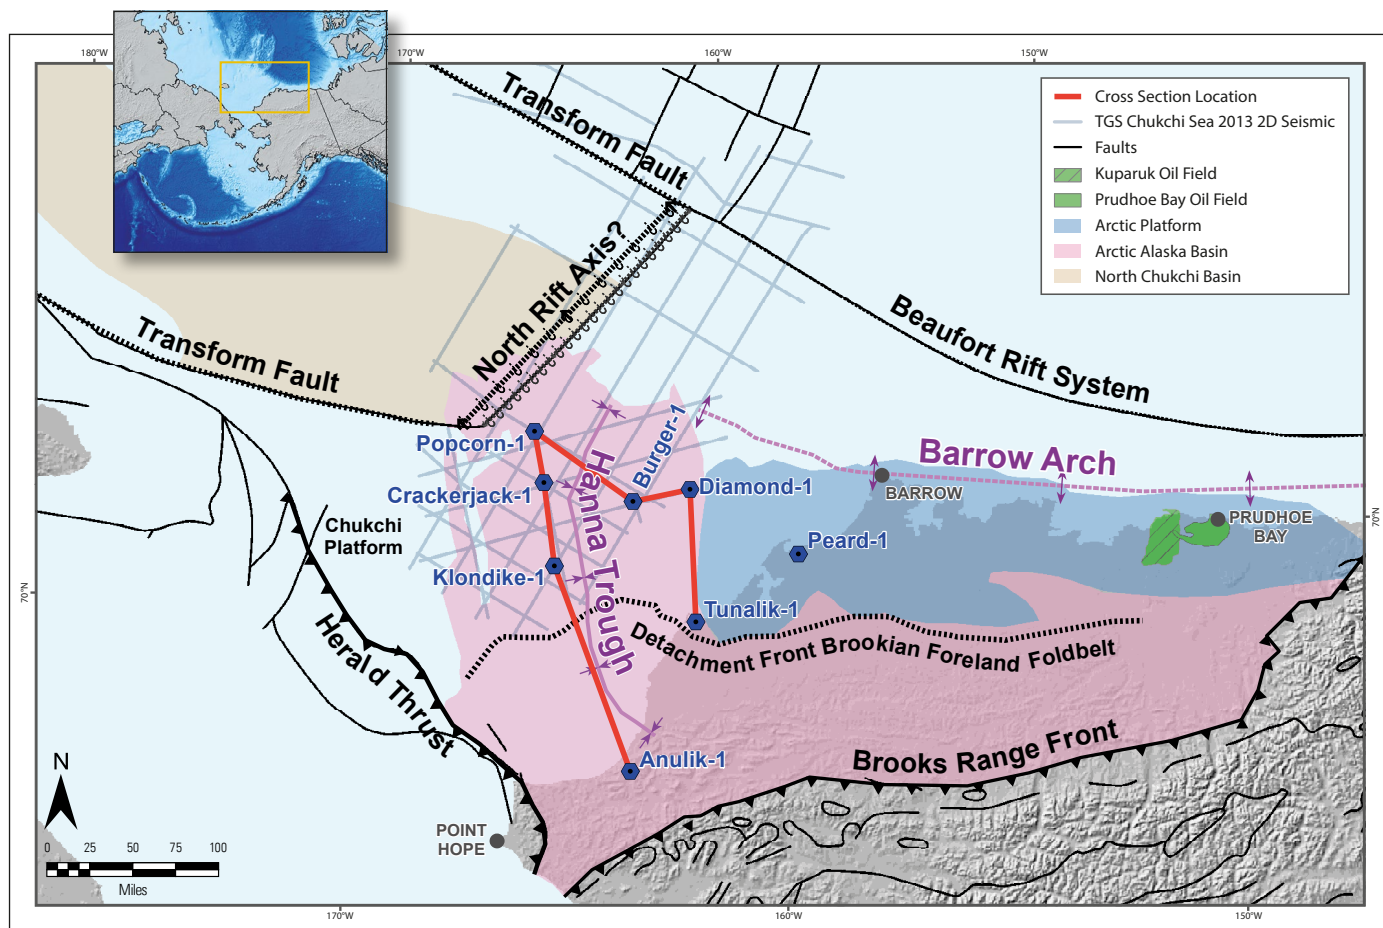 180°W
170°W
160°W
150°W
Cross Section Location
TGS Chukchi Sea 2013 2D Seismic
Faults
Kuparuk Oil Field
Prudhoe Bay Oil Field
Arctic Platform
Arctic Alaska Basin
North Chukchi Basin
Transform Fault
North Rift Axis?
Beaufort Rift System
Transform Fault
Popcorn-1
Burger-1
Barrow Arch
Crackerjack-1
Diamond-1
BARROW
Hanna Trough
PRUDHOE
BAY
70°N
Chukchi
Platform
Peard-1
Klondike-1
70°N
Tunalik-1
Detachment Front Brookian Foreland Foldbelt
Herald Thrust
Brooks Range Front
Anulik-1
N
POINT
HOPE
0 25 50 75 100
Miles
170°W
160°W
150°W